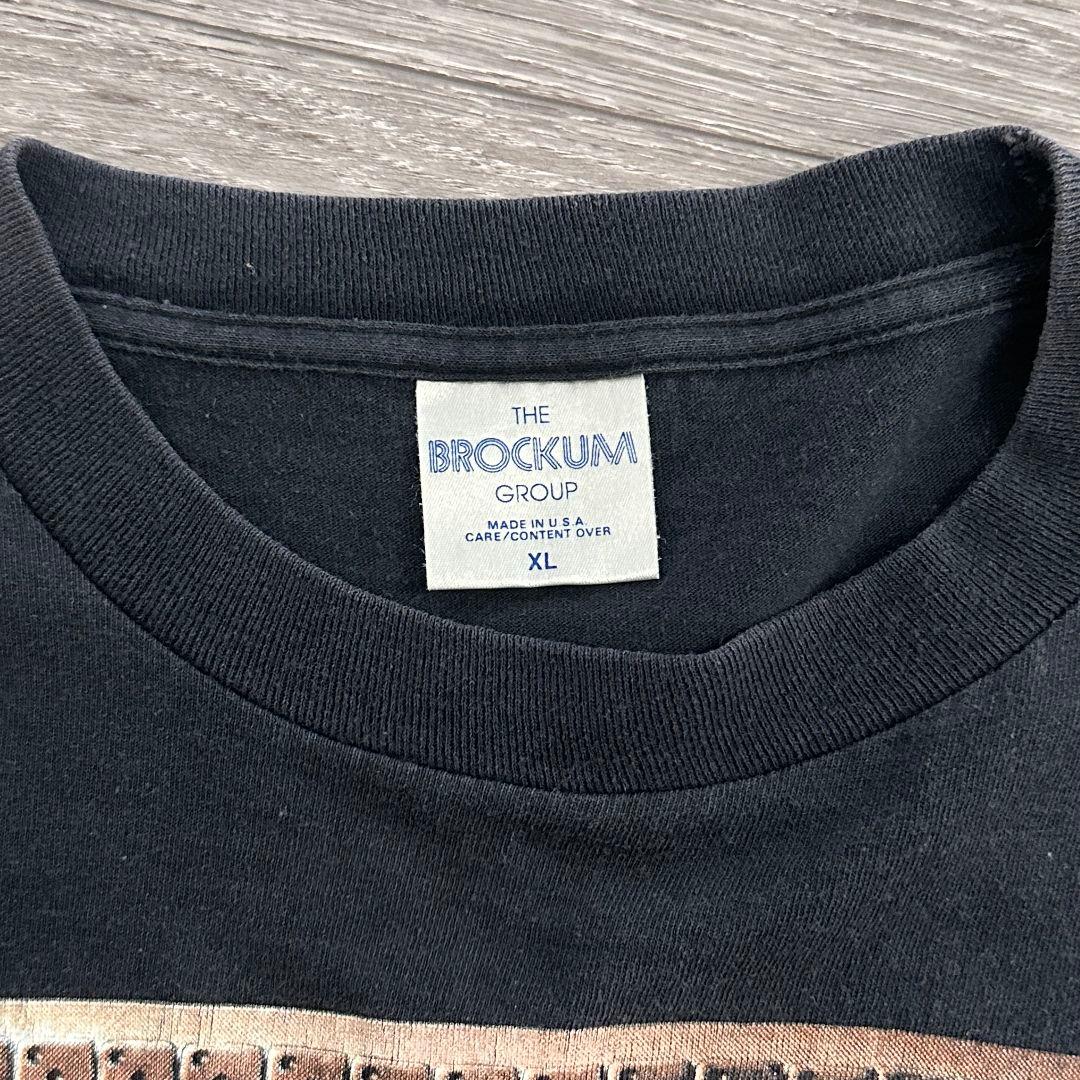 THE
BROCKUM
GROUP
MADE IN U.S.A.
CARE/CONTENT OVER
XL